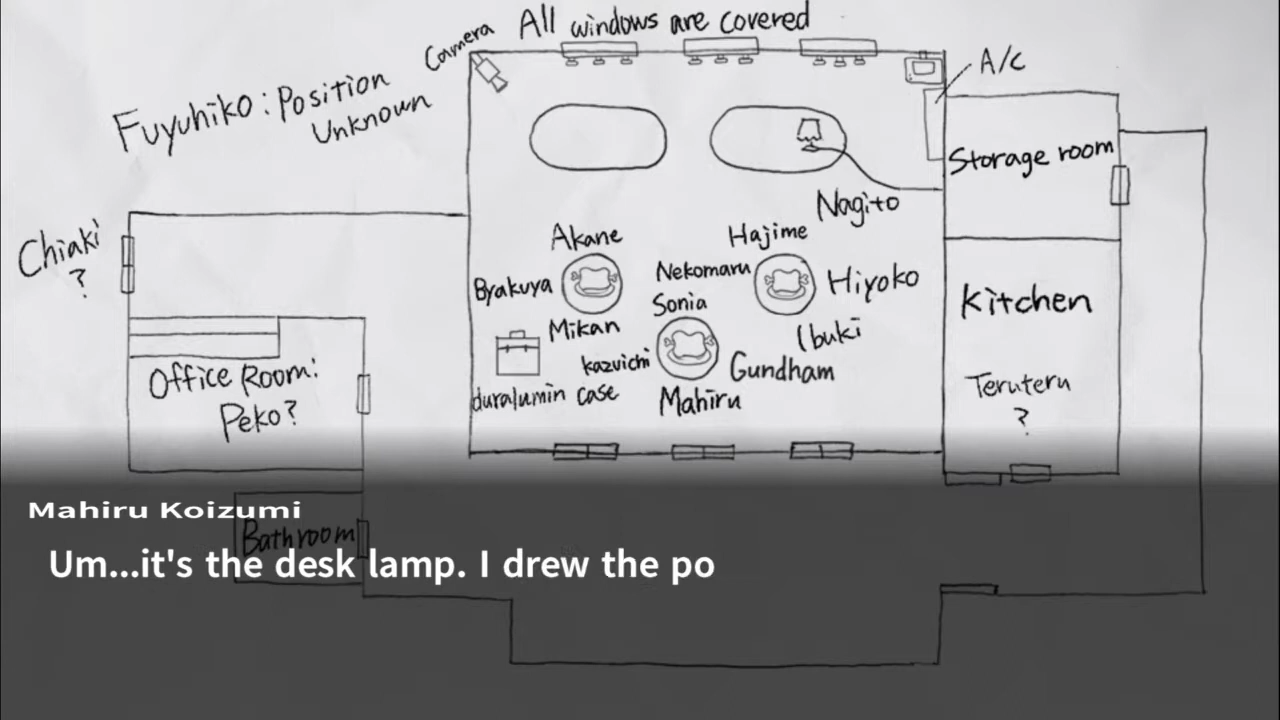 All windows are covered
Camera
A/C
Fuyuhiko: Position
Unknown
Storage room
Nagito
Chiaki
?
Akane
Hajime
Byakuya
Nekomaru
Hiyoko
Sonia
Kitchen
Mikan
Ibuki
kazuichi
Gundham
duralumin case
Mahiru
Office Room:
Peko?
Teruteru
?
Mahiru Koizumi
Bathroom
Um...it's the desk lamp. I drew the po